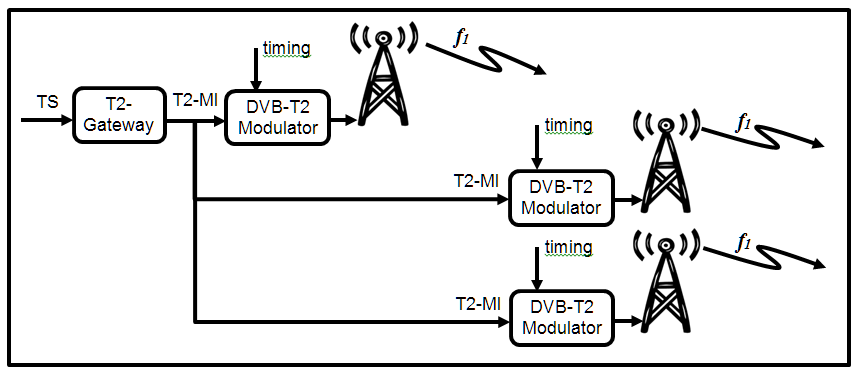 timing
f1
TS
T2-
Gateway
T2-MI
DVB-T2
Modulator
timing
f1
T2-MI
DVB-T2
Modulator
timing
f1
T2-MI
DVB-T2
Modulator